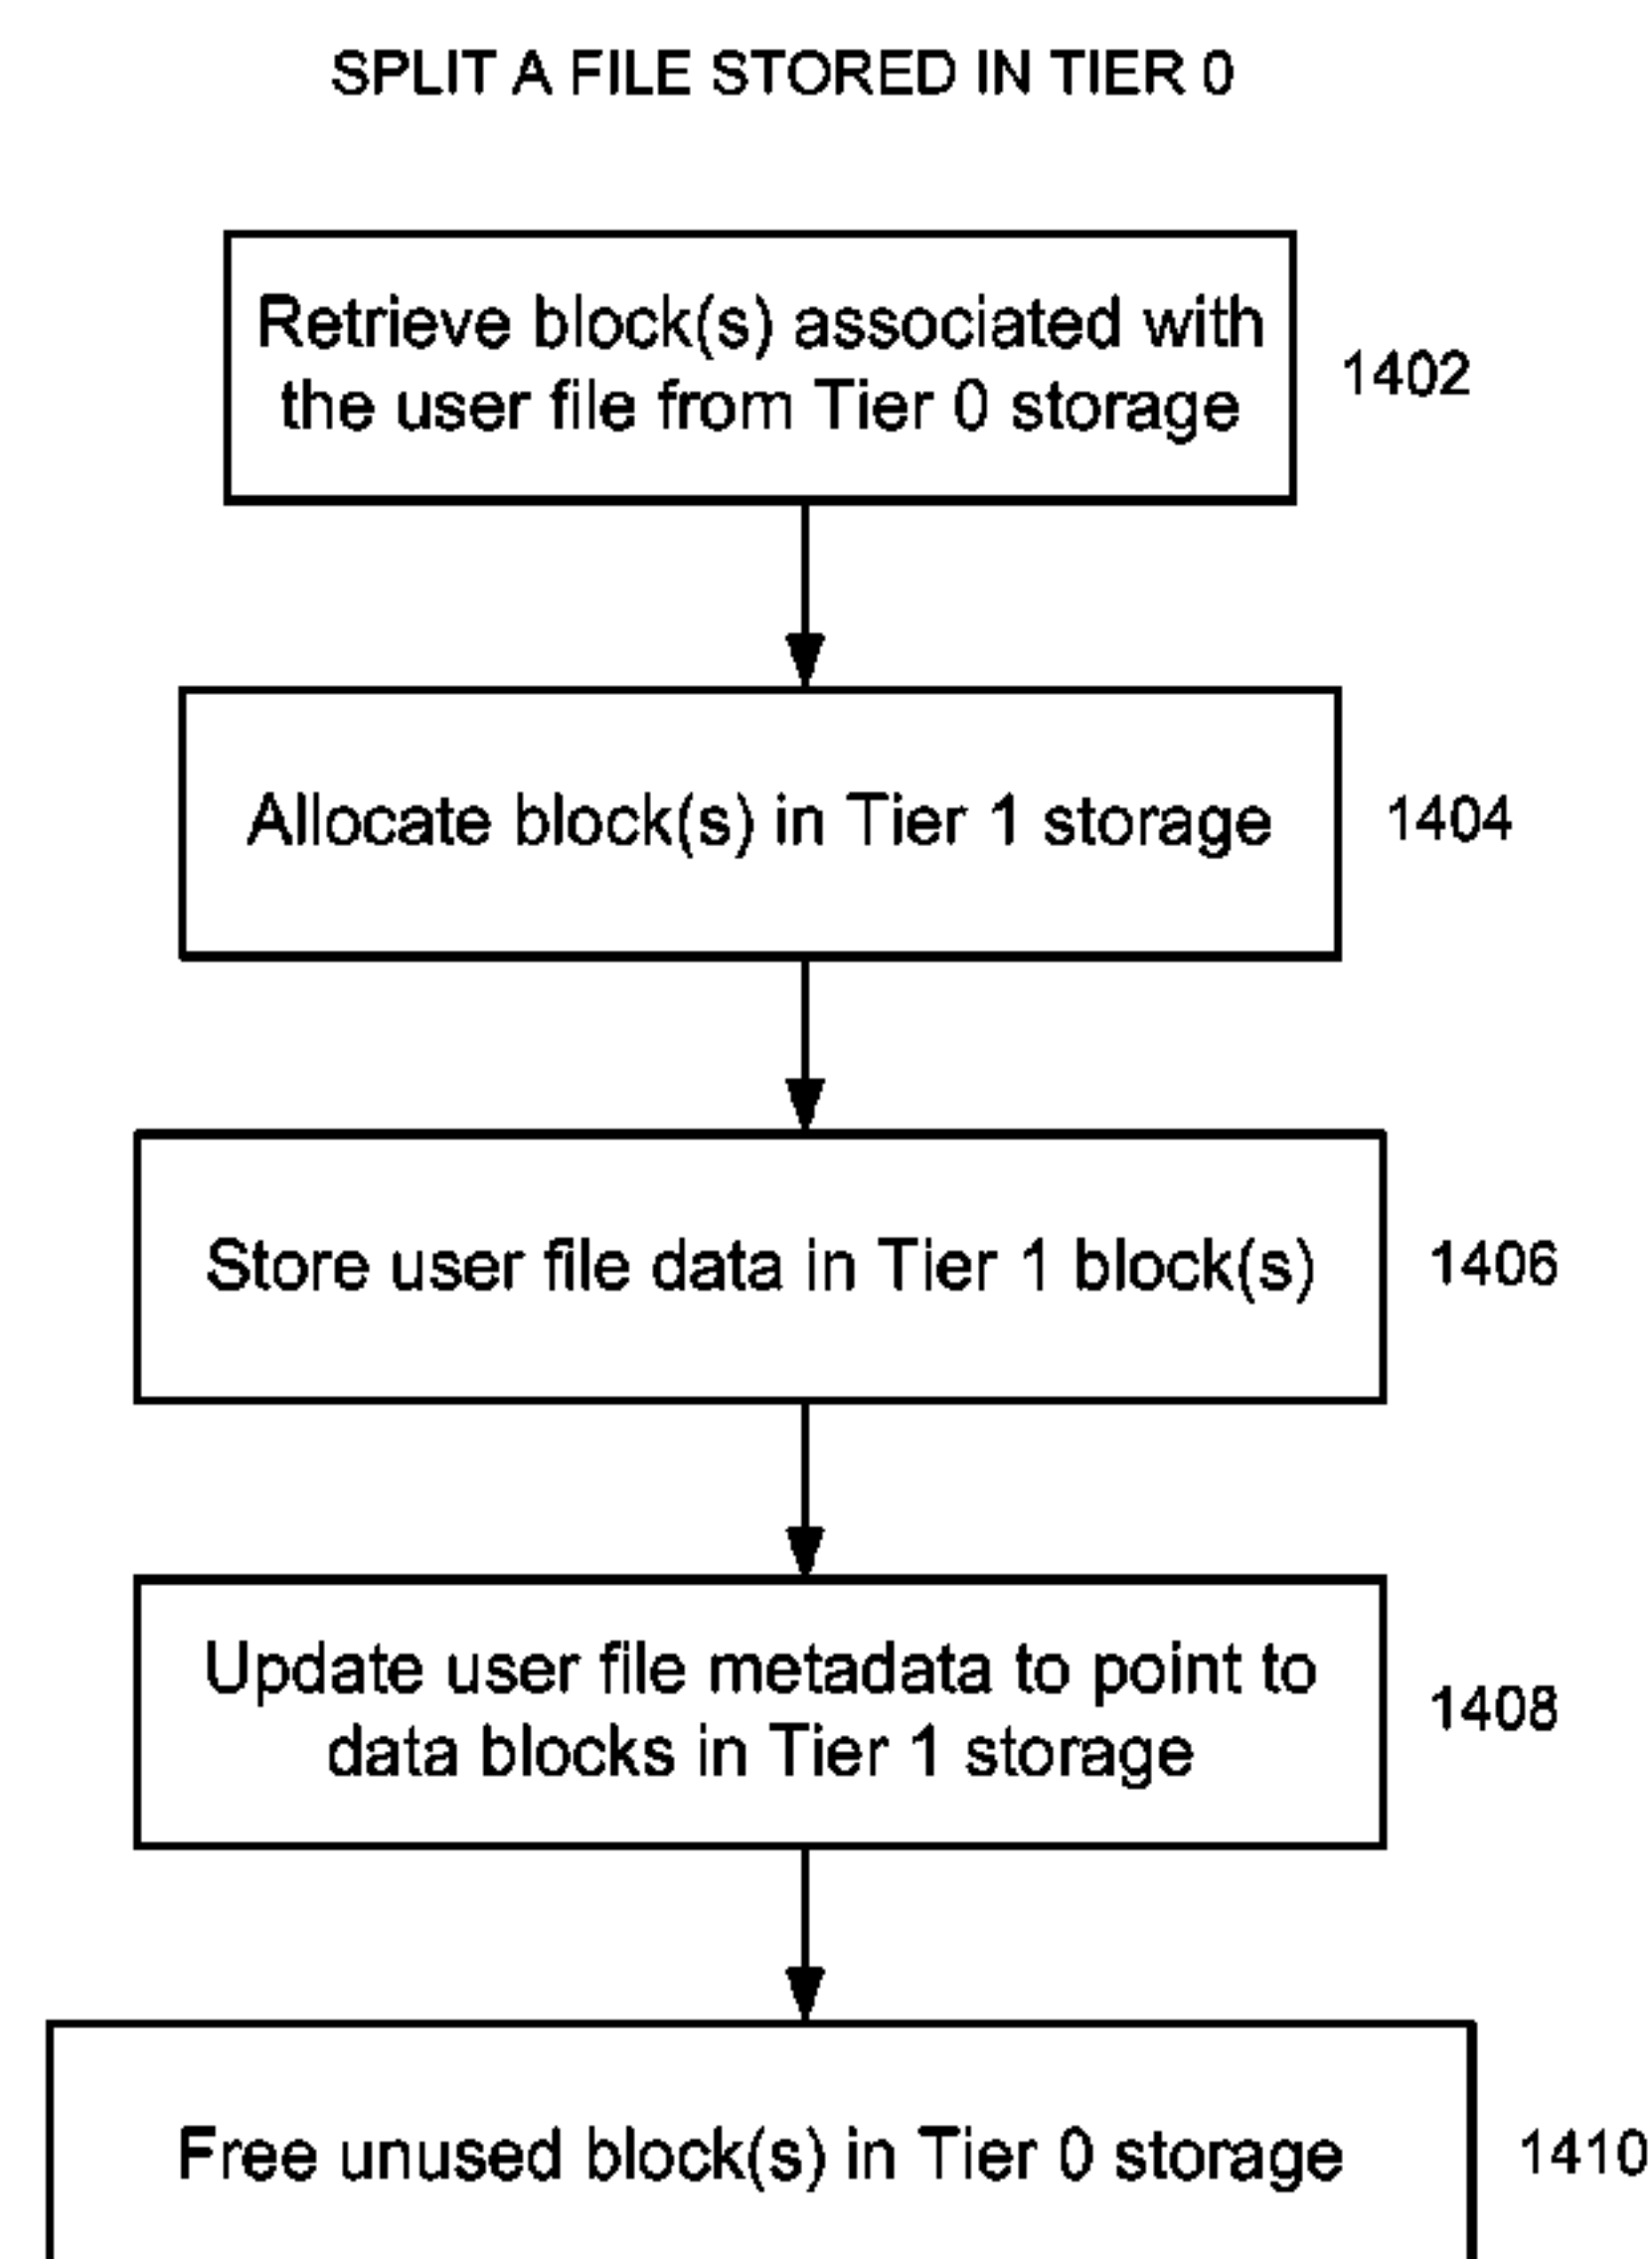 SPLIT A FILE STORED IN TIER 0
Retrieve block(s) associated with
the user file from Tier 0 storage
1402
Allocate block(s) in Tier 1 storage
1404
Store user file data in Tier 1 block(s)
1406
Update user file metadata to point to
data blocks in Tier 1 storage
1408
Free unused block(s) in Tier 0 storage
1410